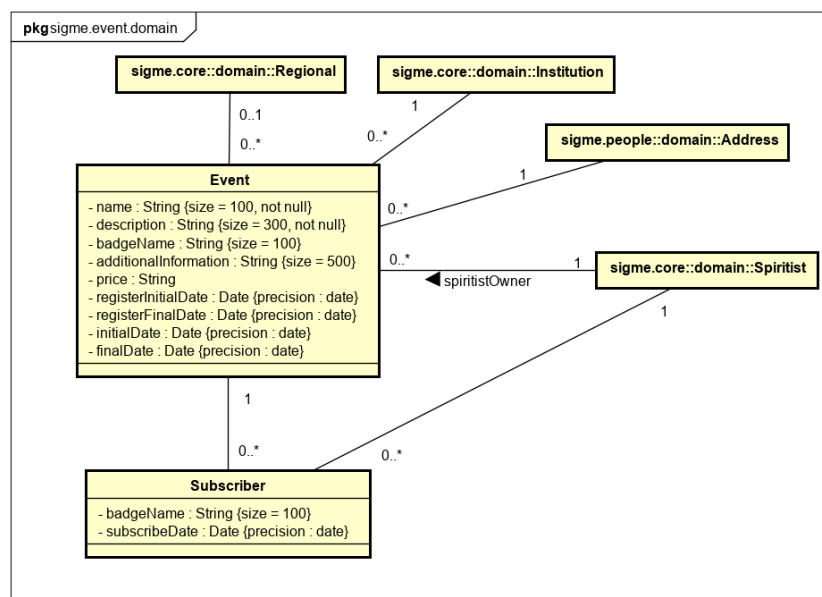 pkg sigme.event.domain
sigme.core::domain::Regional
sigme.core::domain::Institution
0..1
1
0..*
0..*
sigme.people::domain::Address
1
0..*
Event
- name : String {size = 100, not null}
- description : String {size = 300, not null}
- badgeName : String {size = 100}
- additionalInformation : String {size = 500}
- price : String
- registerInitialDate : Date {precision : date}
- registerFinalDate : Date {precision : date}
- initialDate : Date {precision : date}
- finalDate : Date {precision : date}
0..*
1
spiritistOwner
sigme.core::domain::Spiritist
1
1
0..*
0..*
Subscriber
- badgeName : String {size = 100}
- subscribeDate : Date {precision : date}